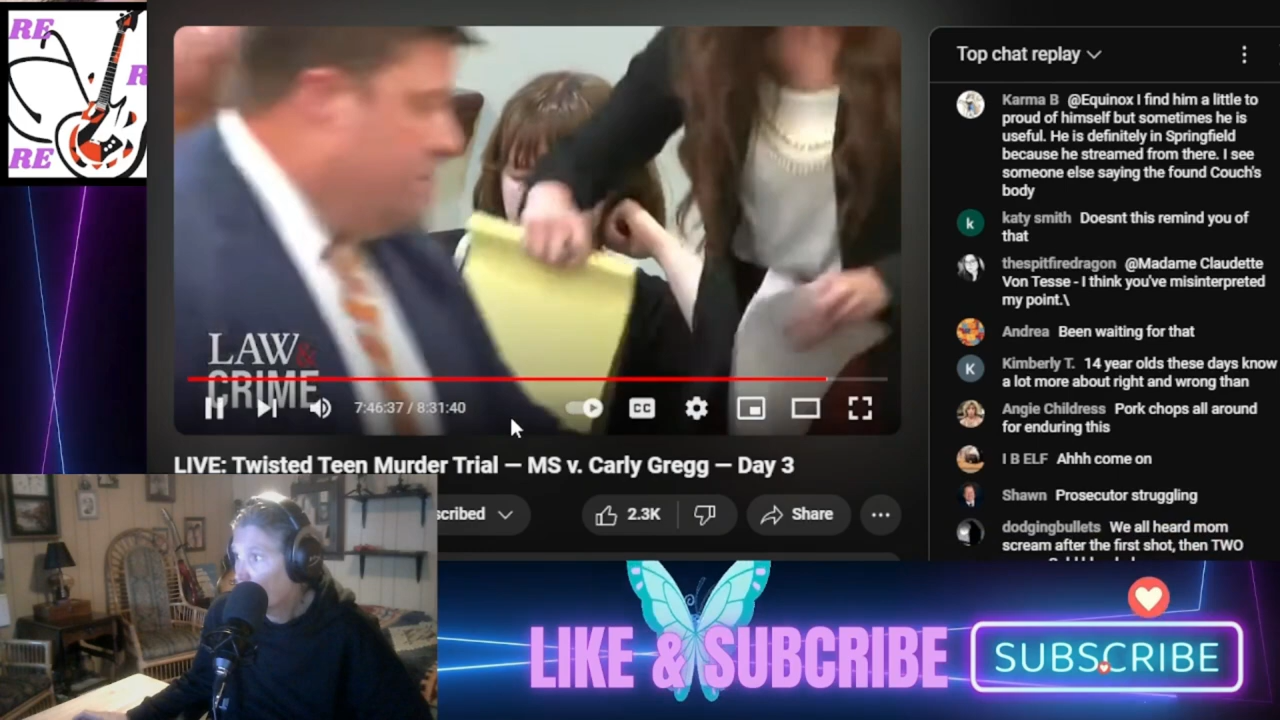 RE
R
RE
LAW &
CRIME
7:46:37 / 8:31:40
CC
LIVE: Twisted Teen Murder Trial — MS v. Carly Gregg — Day 3
scribed
2.3K
Share
Top chat replay
Karma B @Equinox I find him a little to
proud of himself but sometimes he is
useful. He is definitely in Springfield
because he streamed from there. I see
someone else saying the found Couch's
body
k
katy smith Doesnt this remind you of
that
thespitfiredragon @Madame Claudette
Von Tesse - I think you've misinterpreted
my point.\
Andrea Been waiting for that
K
Kimberly T. 14 year olds these days know
a lot more about right and wrong than
Angie Childress Pork chops all around
for enduring this
I B ELF Ahhh come on
Shawn Prosecutor struggling
dodgingbullets We all heard mom
scream after the first shot, then TWO
LIKE & SUBCRIBE
SUBSCRIBE